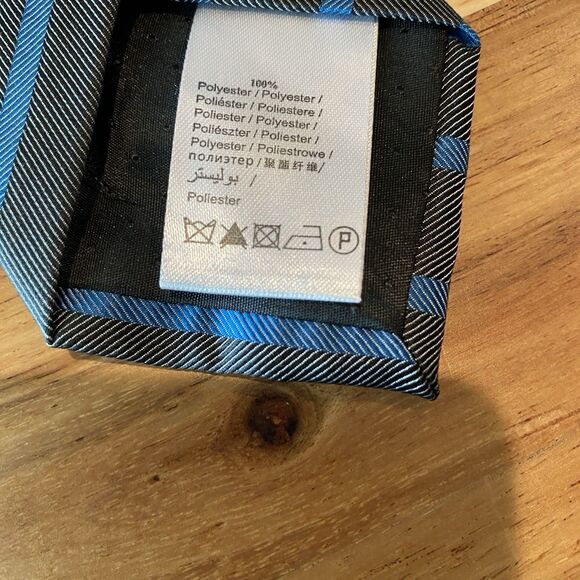 100%
Polyester / Polyester /
Poliéster / Poliestere /
Poliester / Polyester /
Poliészter / Poliester /
Polyester / Poliestrowe /
полиэтер / 聚酯纤维/
بوليستر /
Poliester
P